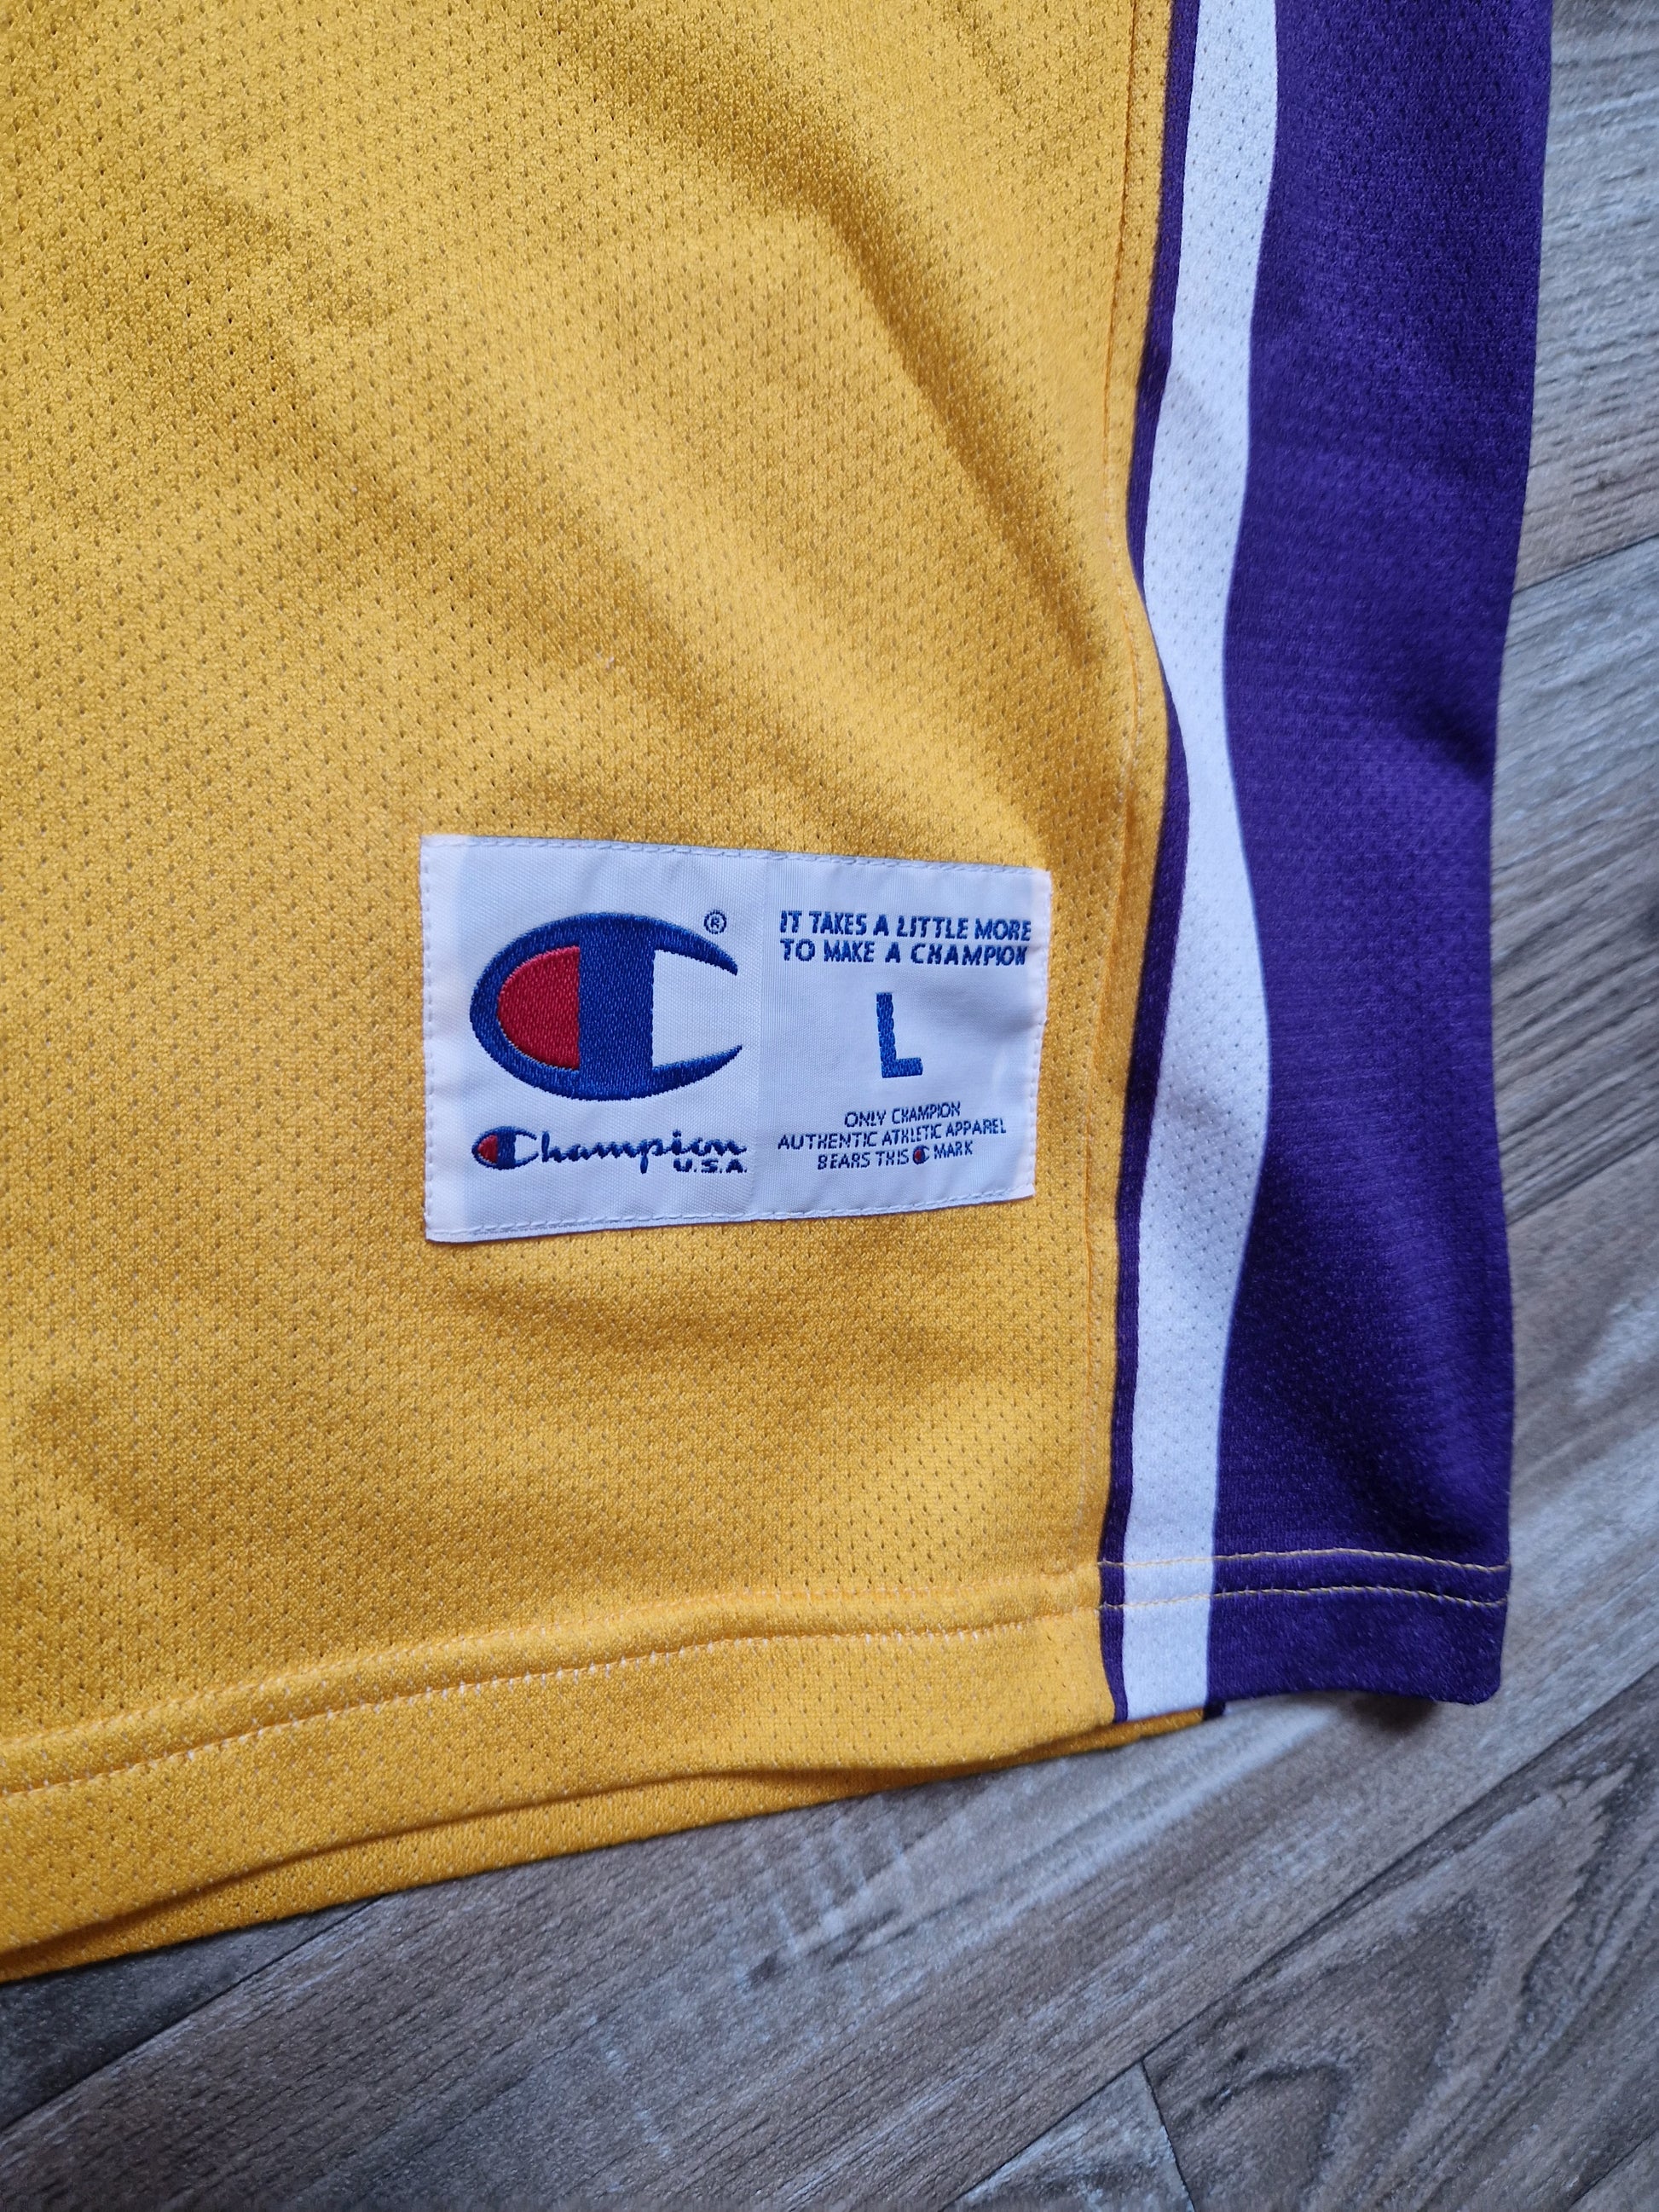 ®
IT TAKES A LITTLE MORE
TO MAKE A CHAMPION
L
ONLY CHAMPION
AUTHENTIC ATHLETIC APPAREL
BEARS THIS C MARK
Champion
U.S.A.